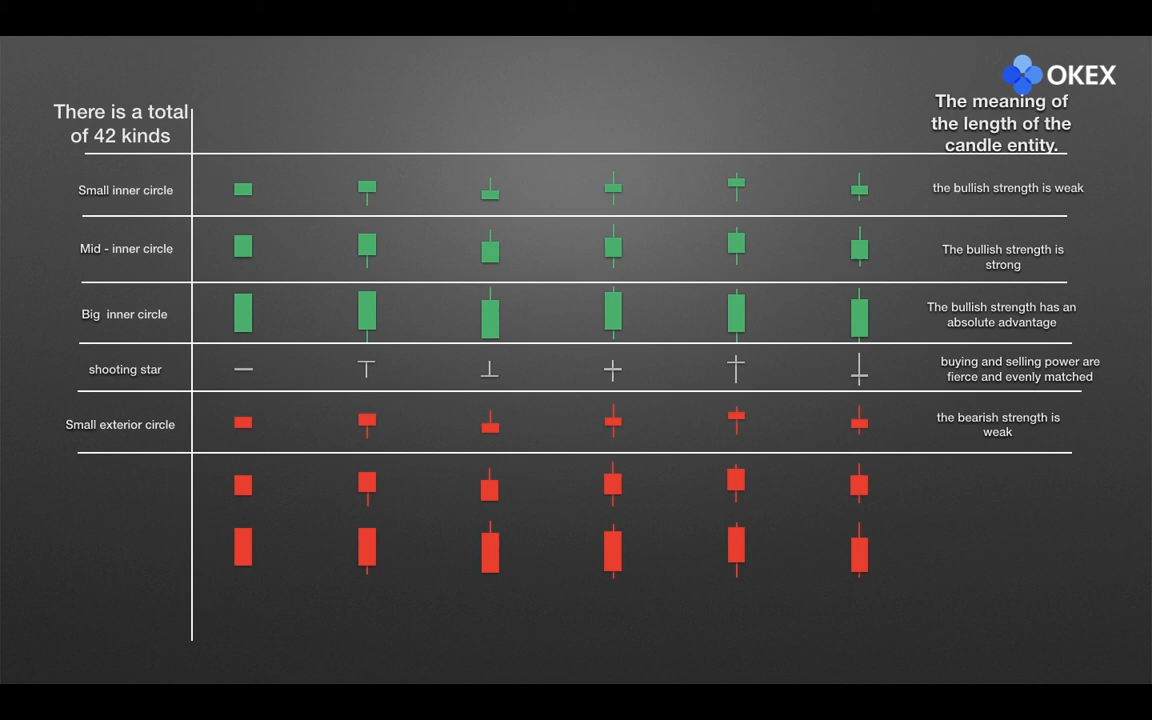 OKEX
There is a total
of 42 kinds
The meaning of
the length of the
candle entity.
Small inner circle
the bullish strength is weak
Mid - inner circle
The bullish strength is
strong
Big inner circle
The bullish strength has an
absolute advantage
shooting star
buying and selling power are
fierce and evenly matched
Small exterior circle
the bearish strength is
weak